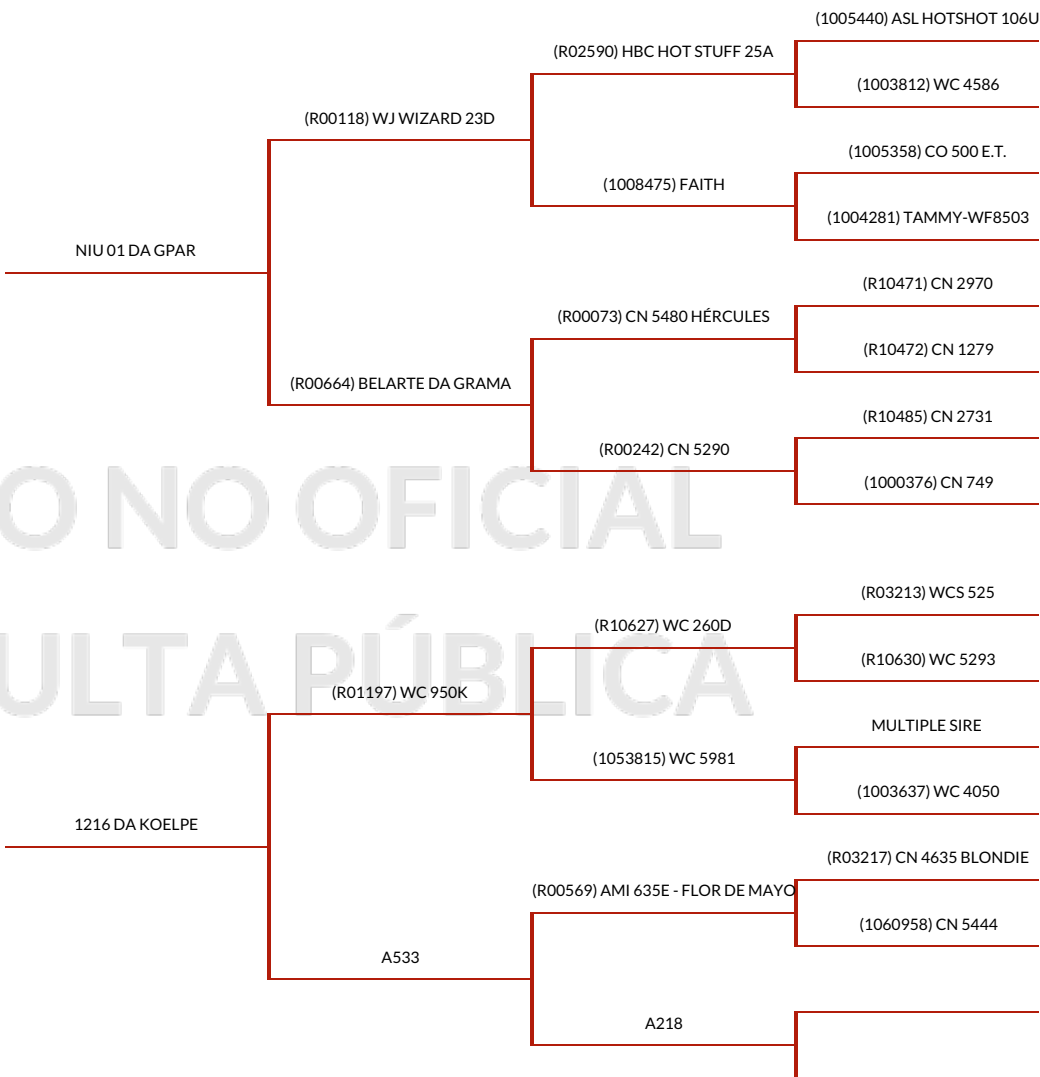 (1005440) ASL HOTSHOT 106U
(R02590) HBC HOT STUFF 25A
(1003812) WC 4586
(R00118) WJ WIZARD 23D
(1005358) CO 500 E.T.
(1008475) FAITH
(1004281) TAMMY-WF8503
NIU 01 DA GPAR
(R10471) CN 2970
(R00073) CN 5480 HÉRCULES
(R10472) CN 1279
(R00664) BELARTE DA GRAMA
(R10485) CN 2731
(R00242) CN 5290
(1000376) CN 749
O NO OFICIAL
(R03213) WCS 525
(R10627) WC 260D
(R10630) WC 5293
ULTA PÚBLICA
(R01197) WC 950K
MULTIPLE SIRE
(1053815) WC 5981
(1003637) WC 4050
1216 DA KOELPE
(R03217) CN 4635 BLONDIE
(R00569) AMI 635E - FLOR DE MAYO
(1060958) CN 5444
A533
A218